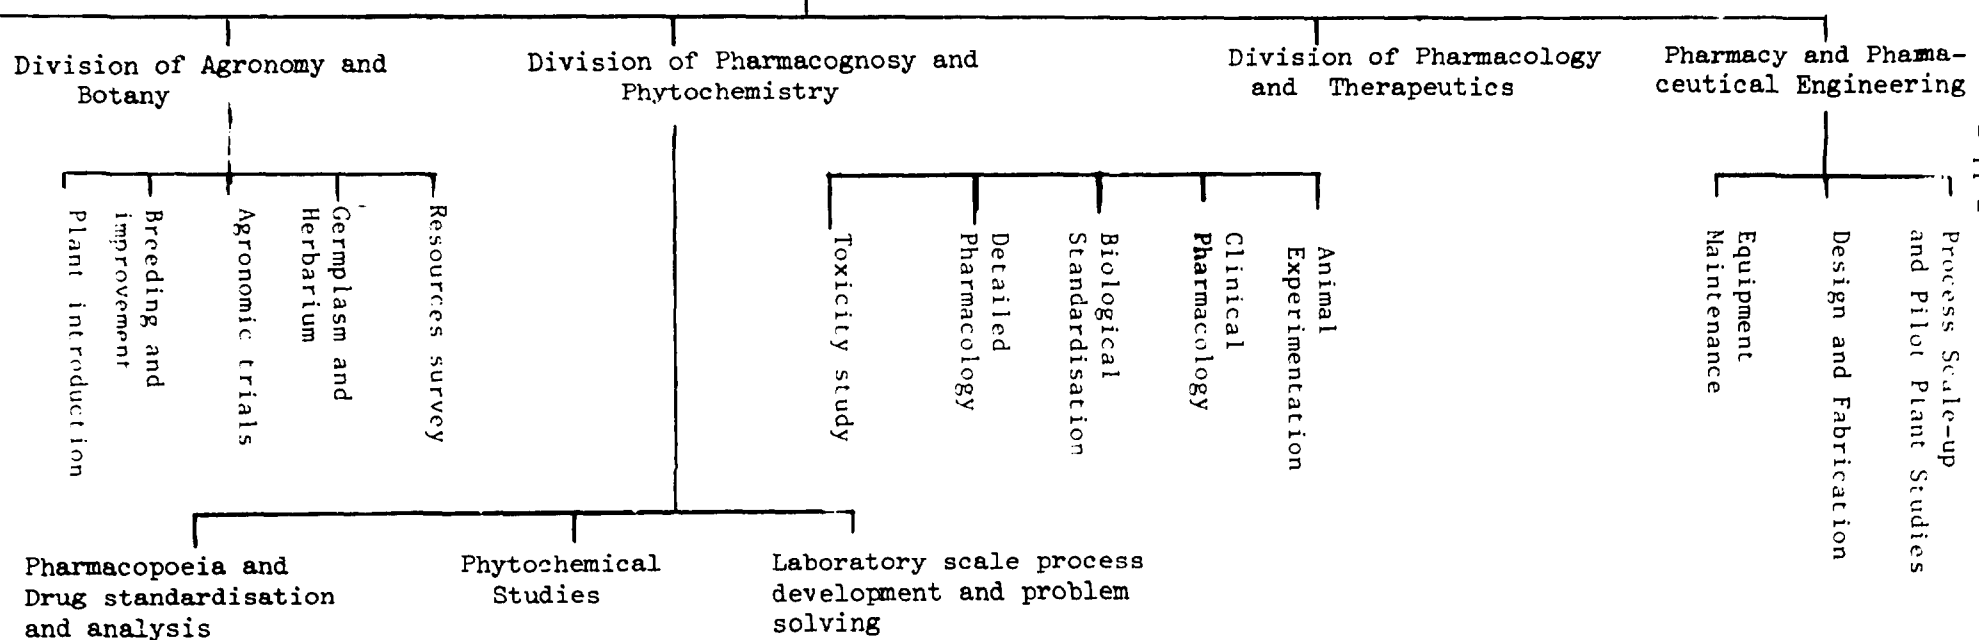 Division of Agronomy and
Botany
Division of Pharmacognosy and
Phytochemistry
Division of Pharmacology
and Therapeutics
Pharmacy and Phama-
ceutical Engineering
Plant introduction
Breeding and
improvement
Agronomic trials
Germplasm and
Herbarium
Resources survey
Toxicity study
Detailed
Pharmacology
Biological
Standardisation
Clinical
Pharmacology
Animal
Experimentation
Equipment
Maintenance
Design and Fabrication
Process Scale-up
and Pilot Plant Studies
Pharmacopoeia and
Drug standardisation
and analysis
Phytochemical
Studies
Laboratory scale process
development and problem
solving